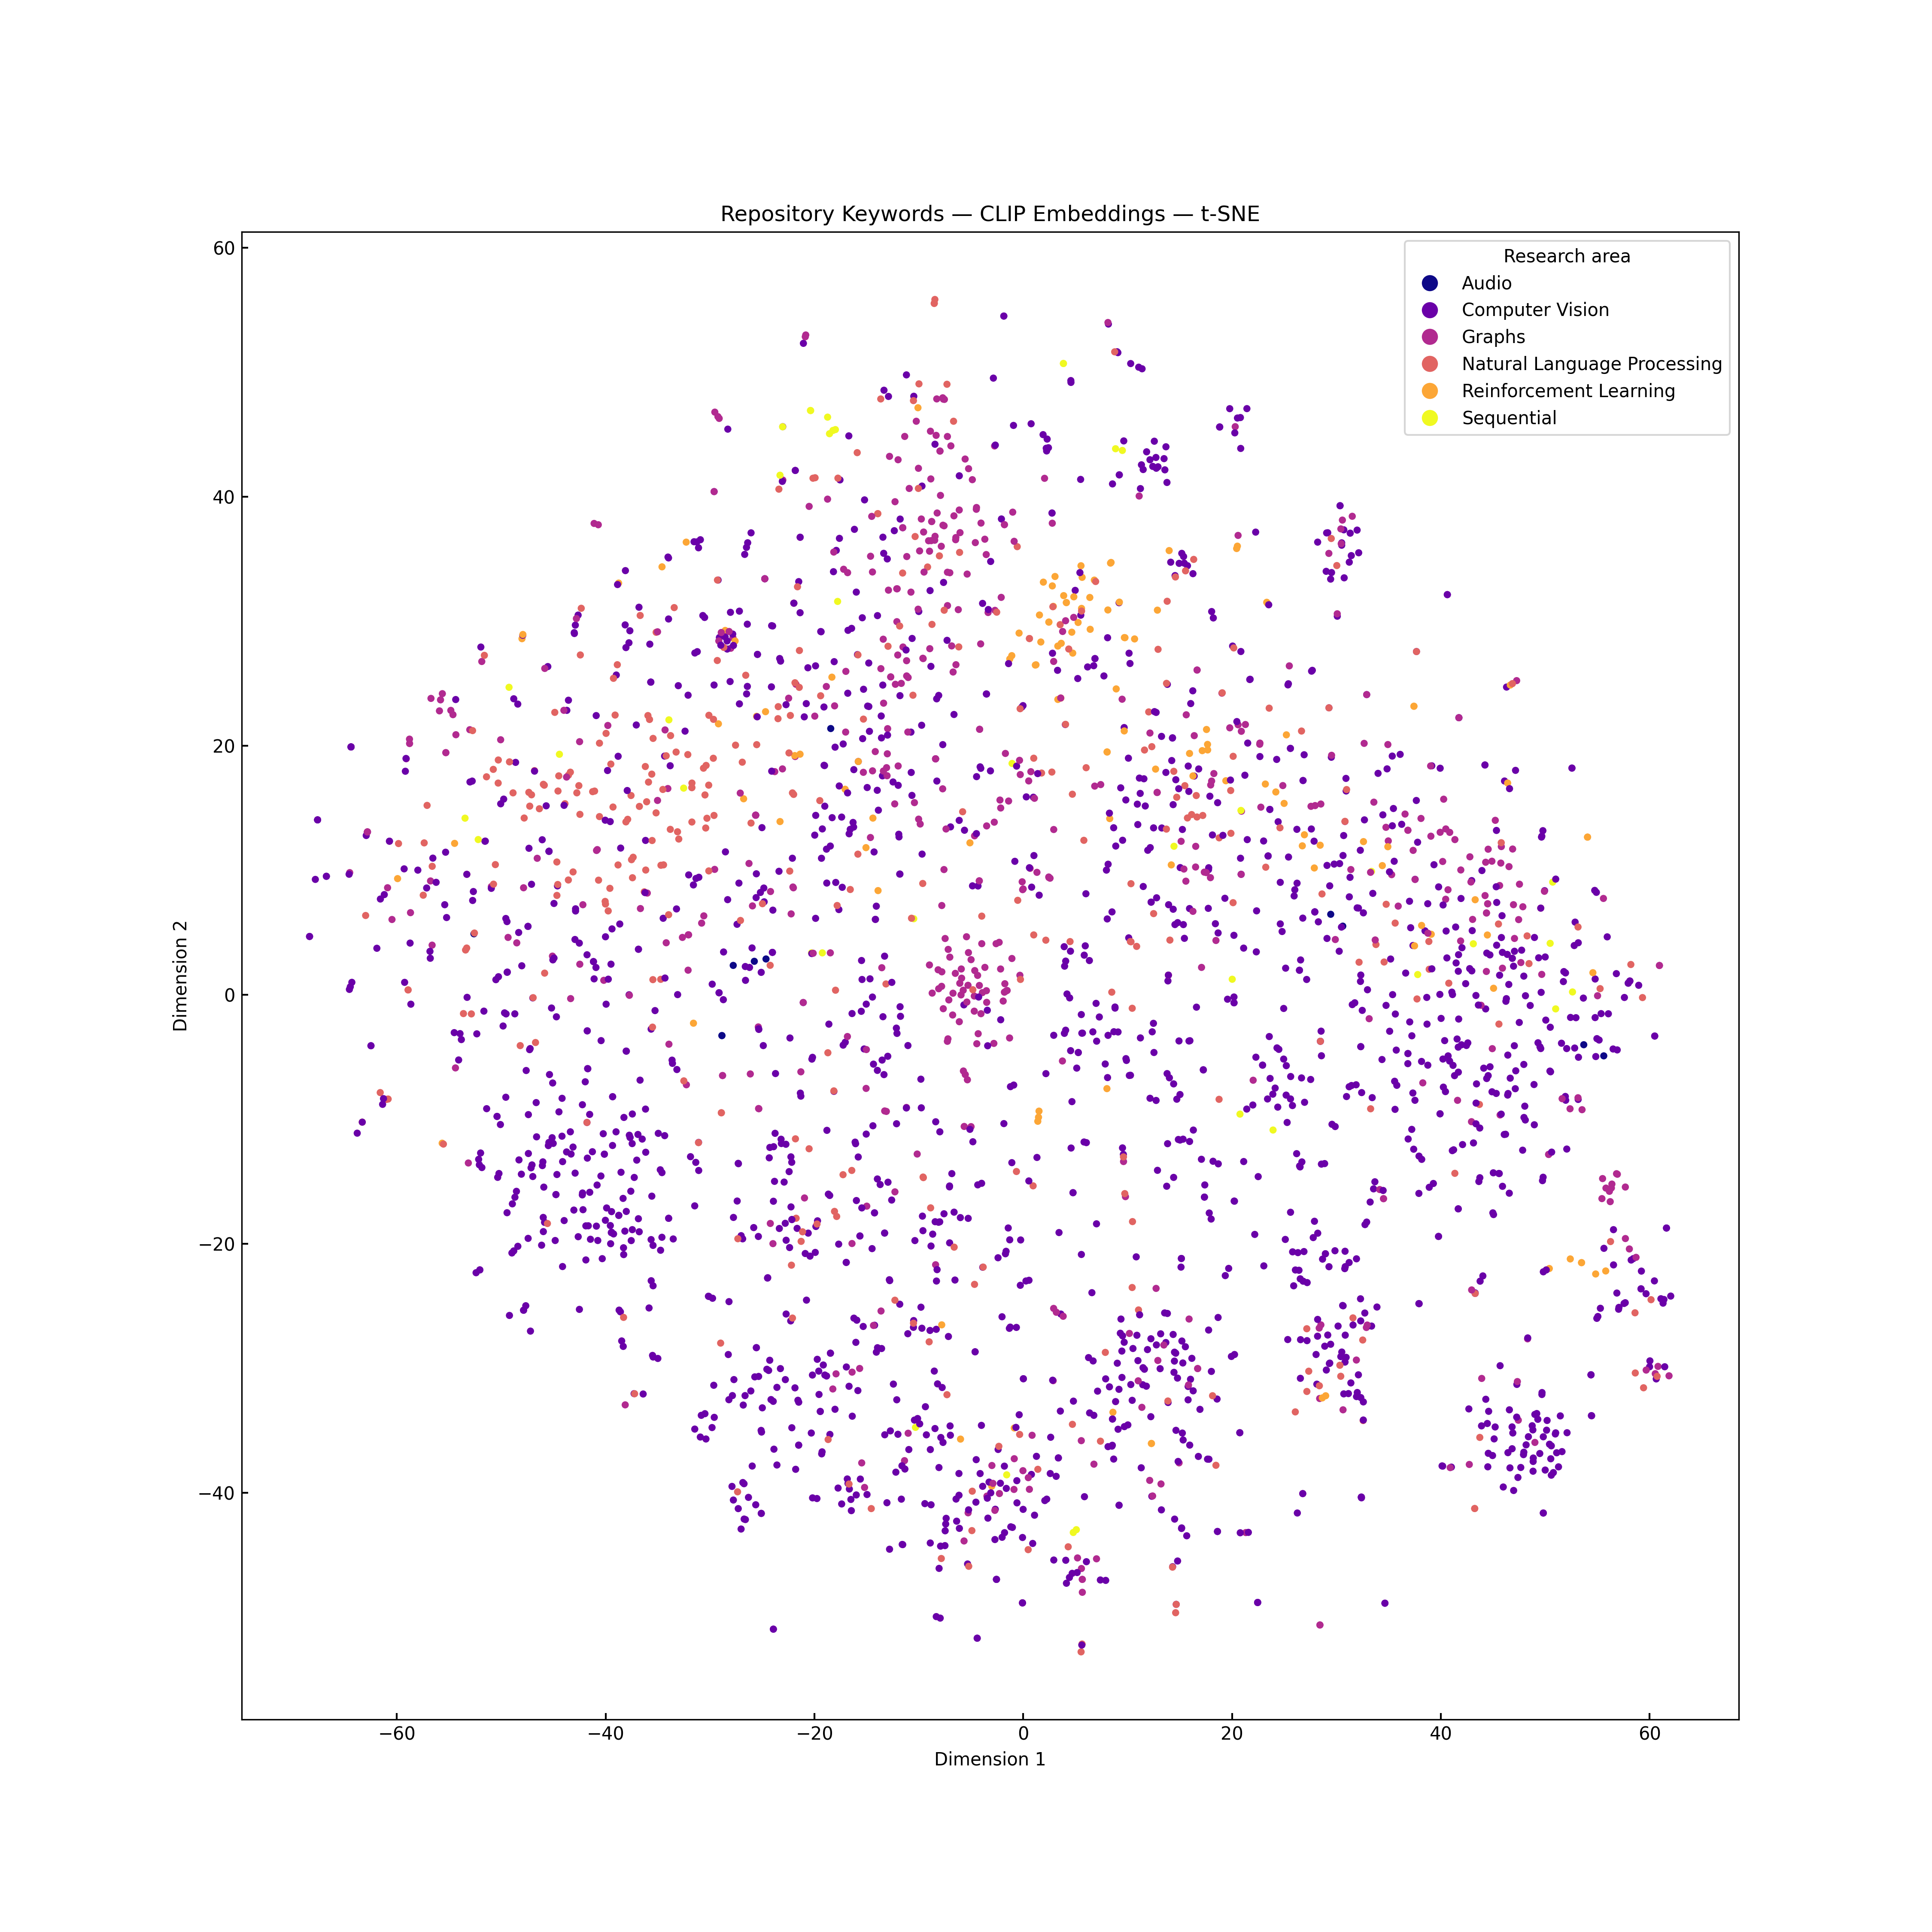 Repository Keywords — CLIP Embeddings — t-SNE
Research area
Audio
Computer Vision
Graphs
Natural Language Processing
Reinforcement Learning
Sequential
60
40
20
0
−20
−40
Dimension 2
−60 −40 −20 0 20 40 60
Dimension 1